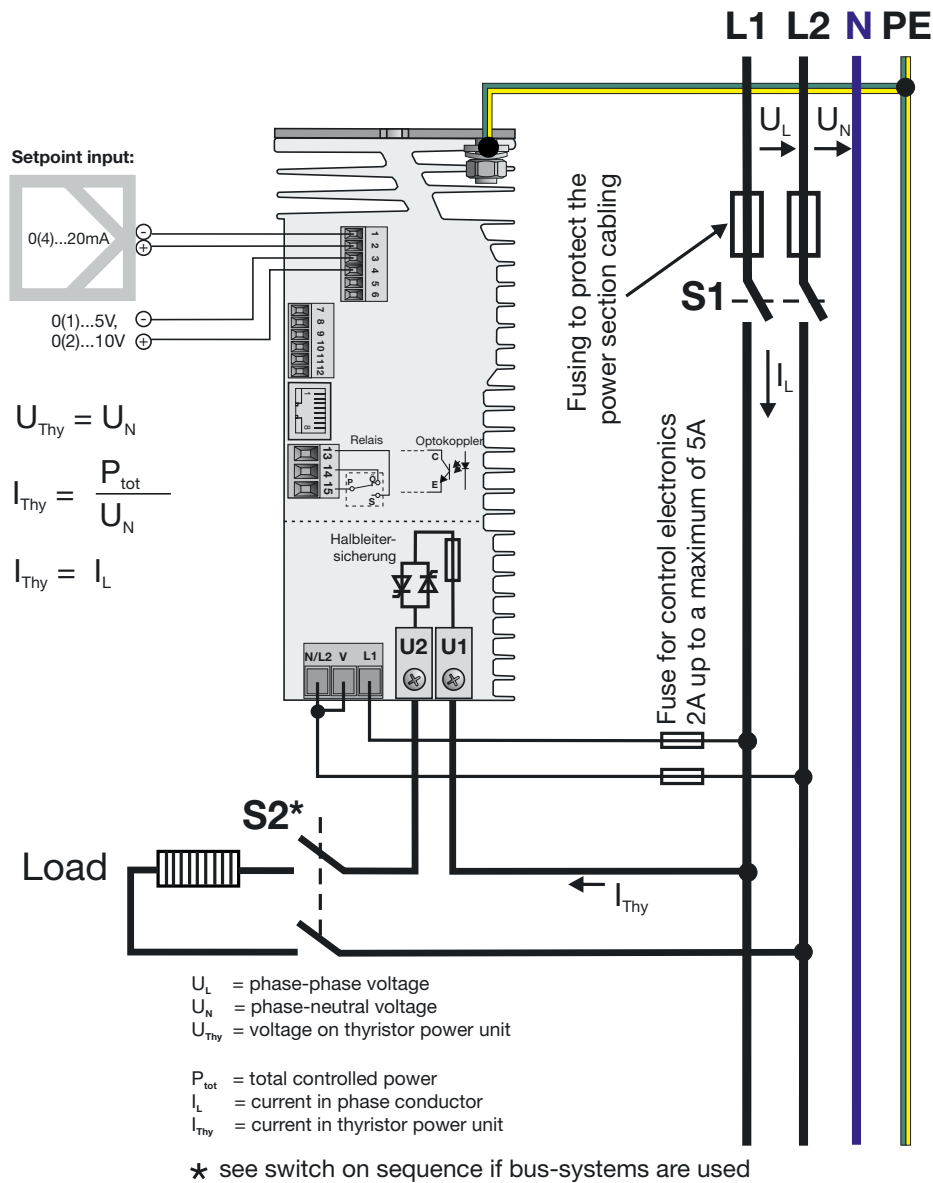 L1 L2 N PE
U_L U_N
Setpoint input:
0(4)...20mA
-
+
0(1)...5V,
0(2)...10V
-
+
1
2
3
4
5
6
7
8
9
10
11
12
1
8
13
14
15
Relais
P
Ö
S
Optokoppler
C
E
Fusing to protect the
power section cabling
S1
I_L
U_Thy = U_N
I_Thy = P_tot / U_N
I_Thy = I_L
Halbleiter-
sicherung
N/L2 V L1
U2 U1
Fuse for control electronics
2A up to a maximum of 5A
S2*
Load
I_Thy
U_L = phase-phase voltage
U_N = phase-neutral voltage
U_Thy = voltage on thyristor power unit
P_tot = total controlled power
I_L = current in phase conductor
I_Thy = current in thyristor power unit
* see switch on sequence if bus-systems are used